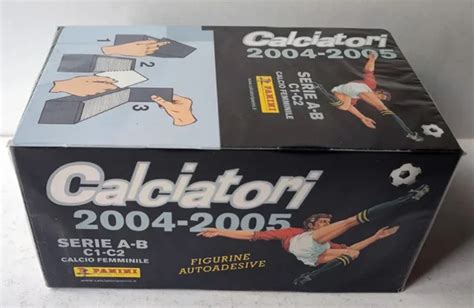 1
2
3
Calciatori
2004-2005
SERIE A-B
C1-C2
CALCIO FEMMINILE
PANINI
Calciatori
2004-2005
SERIE A-B
C1-C2
CALCIO FEMMINILE
PANINI
FIGURINE
AUTOADESIVE